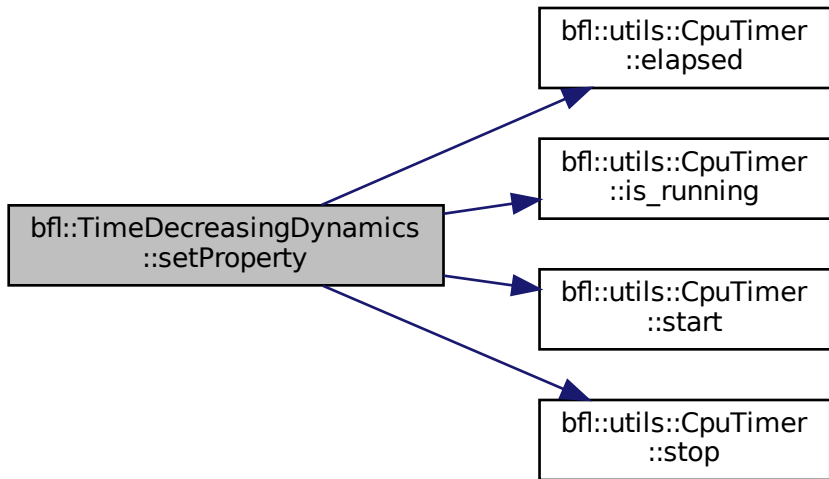 bfl::utils::CpuTimer
::elapsed
bfl::utils::CpuTimer
::is_running
bfl::TimeDecreasingDynamics
::setProperty
bfl::utils::CpuTimer
::start
bfl::utils::CpuTimer
::stop